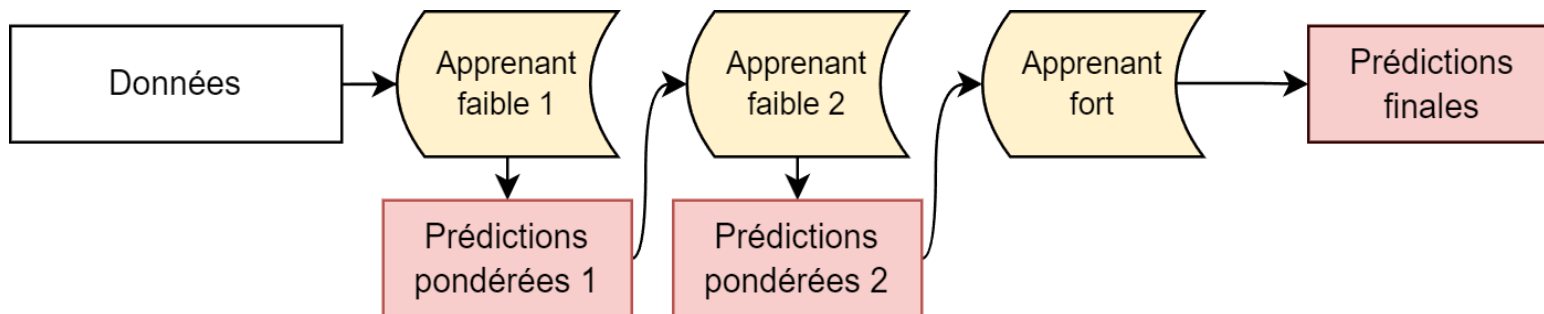 Données
Apprenant
faible 1
Apprenant
faible 2
Apprenant
fort
Prédictions
finales
Prédictions
pondérées 1
Prédictions
pondérées 2